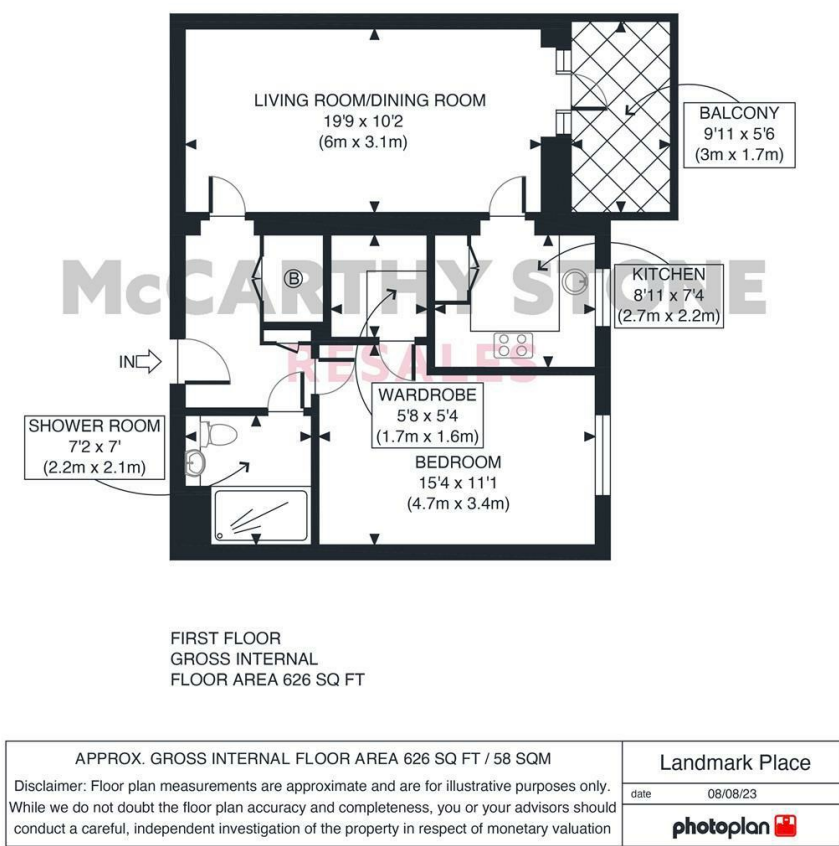 LIVING ROOM/DINING ROOM
19'9 x 10'2
(6m x 3.1m)
BALCONY
9'11 x 5'6
(3m x 1.7m)
B
McCARTHY STONE
RESALES
KITCHEN
8'11 x 7'4
(2.7m x 2.2m)
IN
WARDROBE
5'8 x 5'4
(1.7m x 1.6m)
SHOWER ROOM
7'2 x 7'
(2.2m x 2.1m)
BEDROOM
15'4 x 11'1
(4.7m x 3.4m)
FIRST FLOOR
GROSS INTERNAL
FLOOR AREA 626 SQ FT
APPROX. GROSS INTERNAL FLOOR AREA 626 SQ FT / 58 SQM
Disclaimer: Floor plan measurements are approximate and are for illustrative purposes only.
While we do not doubt the floor plan accuracy and completeness, you or your advisors should
conduct a careful, independent investigation of the property in respect of monetary valuation
Landmark Place
date 08/08/23
photoplan